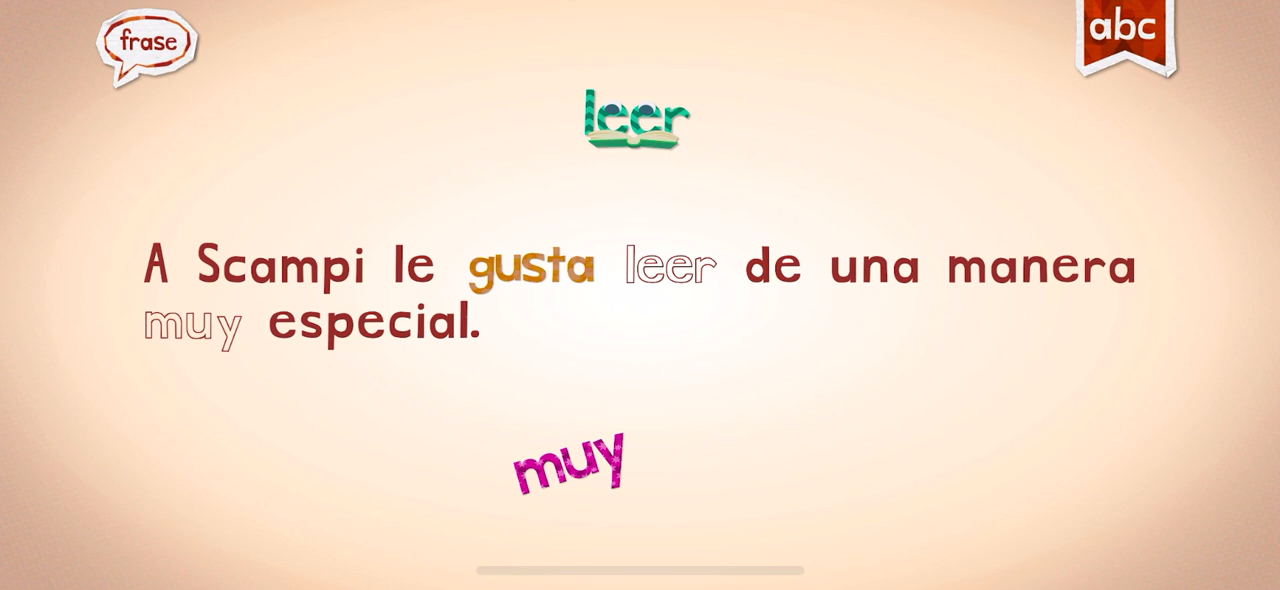 frase
abc
leer
A Scampi le gusta leer de una manera
muy especial.
muy